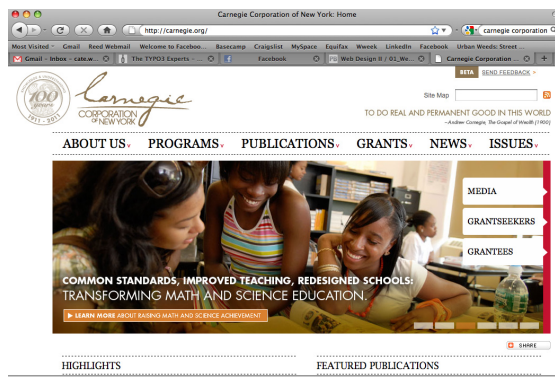 Carnegie Corporation of New York: Home
http://carnegie.org/
carnegie corporation
Most Visited Gmail Reed Webmail Welcome to Faceboo... Basecamp Craigslist MySpace Equifax Wweek LinkedIn Facebook Urban Weeds: Street ...
Gmail - Inbox - cate.w... The TYPO3 Experts - ... Facebook Web Design II / 01_We... Carnegie Corporation ...
BETA SEND FEEDBACK >
Site Map
100
years
1911 - 2011
Carnegie
CORPORATION
OF NEW YORK
TO DO REAL AND PERMANENT GOOD IN THIS WORLD
—Andrew Carnegie, The Gospel of Wealth (1900)
ABOUT US PROGRAMS PUBLICATIONS GRANTS NEWS ISSUES
MEDIA
GRANTSEEKERS
GRANTEES
COMMON STANDARDS, IMPROVED TEACHING, REDESIGNED SCHOOLS:
TRANSFORMING MATH AND SCIENCE EDUCATION.
LEARN MORE ABOUT RAISING MATH AND SCIENCE ACHIEVEMENT
SHARE
HIGHLIGHTS FEATURED PUBLICATIONS